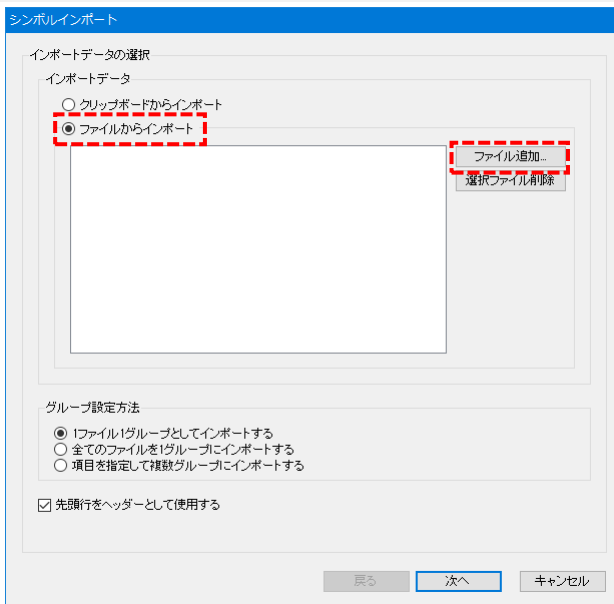 シンボルインポート
インポートデータの選択
インポートデータ
クリップボードからインポート
ファイルからインポート
ファイル追加...
選択ファイル削除
グループ設定方法
1ファイル1グループとしてインポートする
全てのファイルを1グループにインポートする
項目を指定して複数グループにインポートする
先頭行をヘッダーとして使用する
戻る 次へ キャンセル